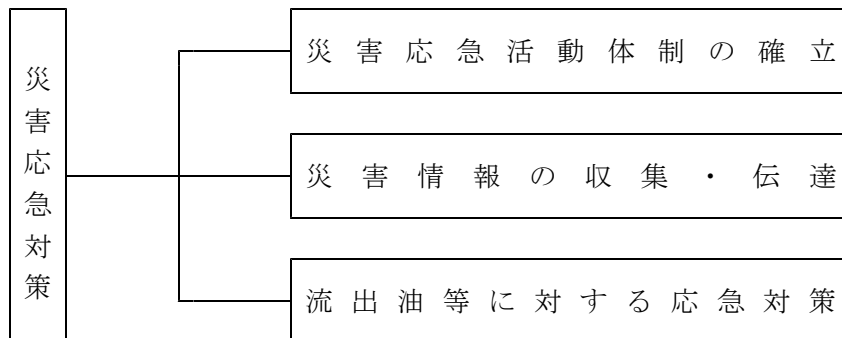 災害応急対策
災害応急活動体制の確立
災害情報の収集・伝達
流出油等に対する応急対策